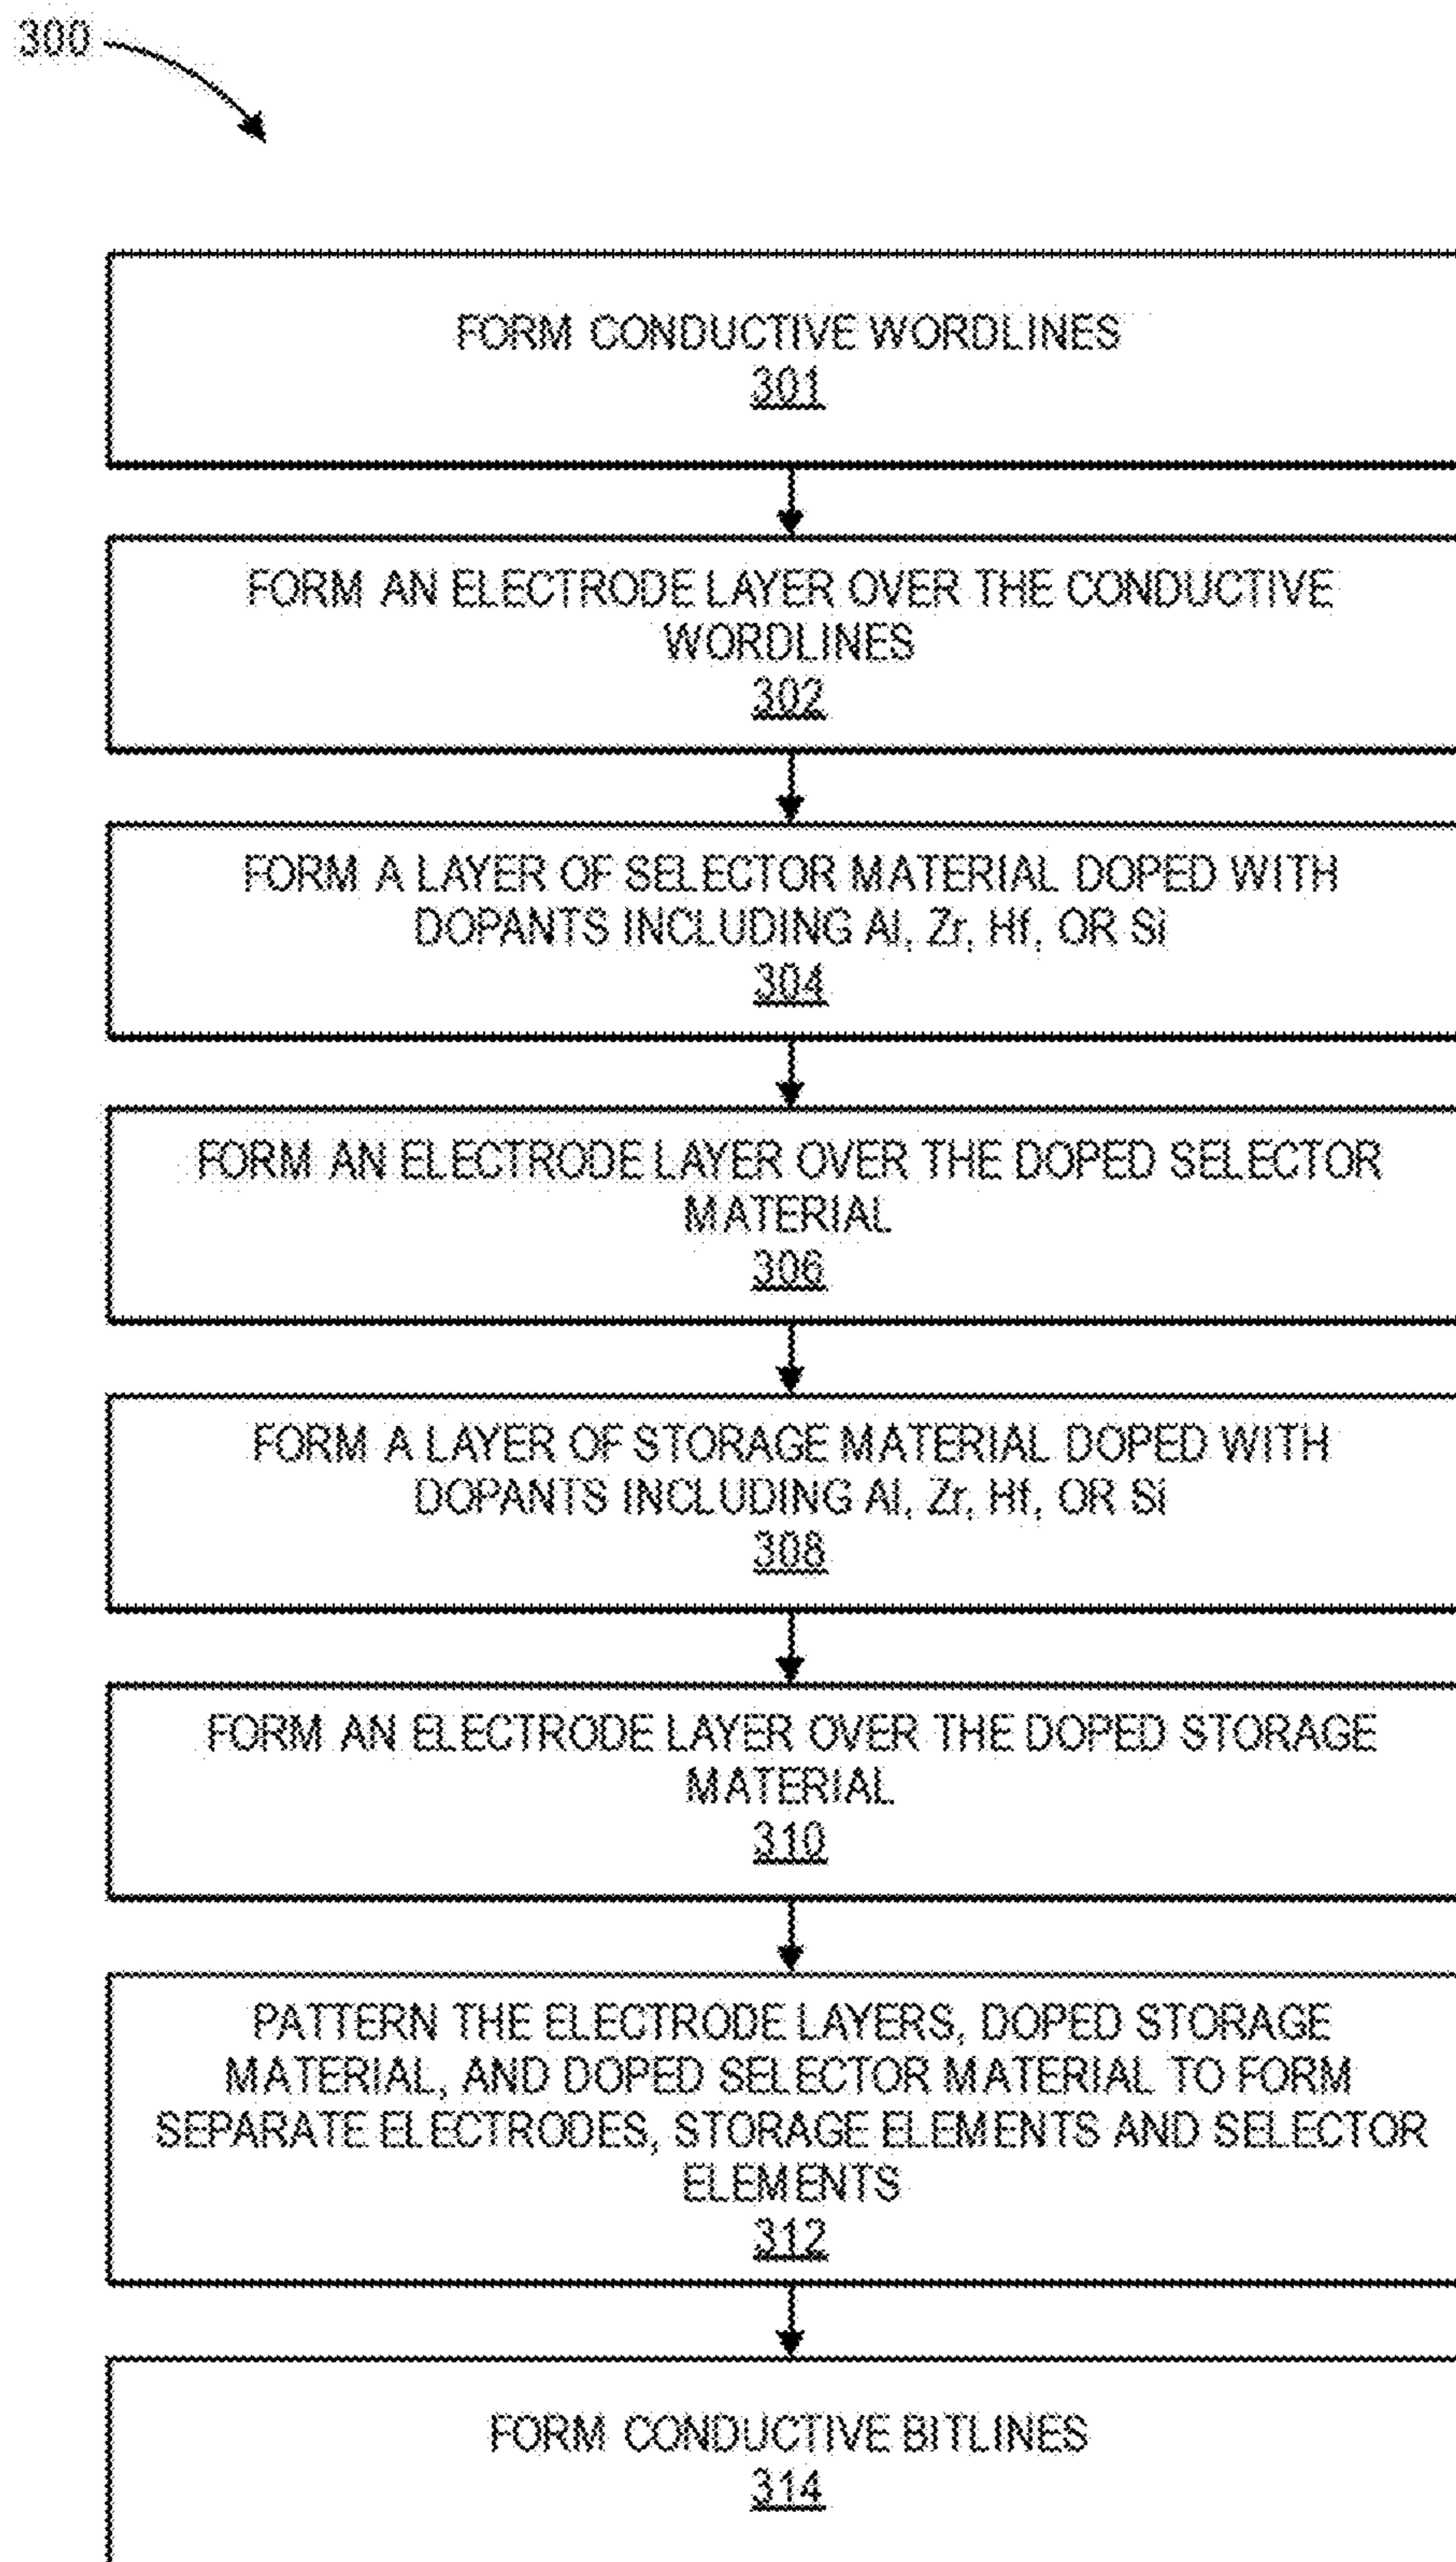 300
FORM CONDUCTIVE WORDLINES
301
FORM AN ELECTRODE LAYER OVER THE CONDUCTIVE
WORDLINES
302
FORM A LAYER OF SELECTOR MATERIAL DOPED WITH
DOPANTS INCLUDING Al, Zr, Hf, OR Si
304
FORM AN ELECTRODE LAYER OVER THE DOPED SELECTOR
MATERIAL
306
FORM A LAYER OF STORAGE MATERIAL DOPED WITH
DOPANTS INCLUDING Al, Zr, Hf, OR Si
308
FORM AN ELECTRODE LAYER OVER THE DOPED STORAGE
MATERIAL
310
PATTERN THE ELECTRODE LAYERS, DOPED STORAGE
MATERIAL, AND DOPED SELECTOR MATERIAL TO FORM
SEPARATE ELECTRODES, STORAGE ELEMENTS AND SELECTOR
ELEMENTS
312
FORM CONDUCTIVE BITLINES
314